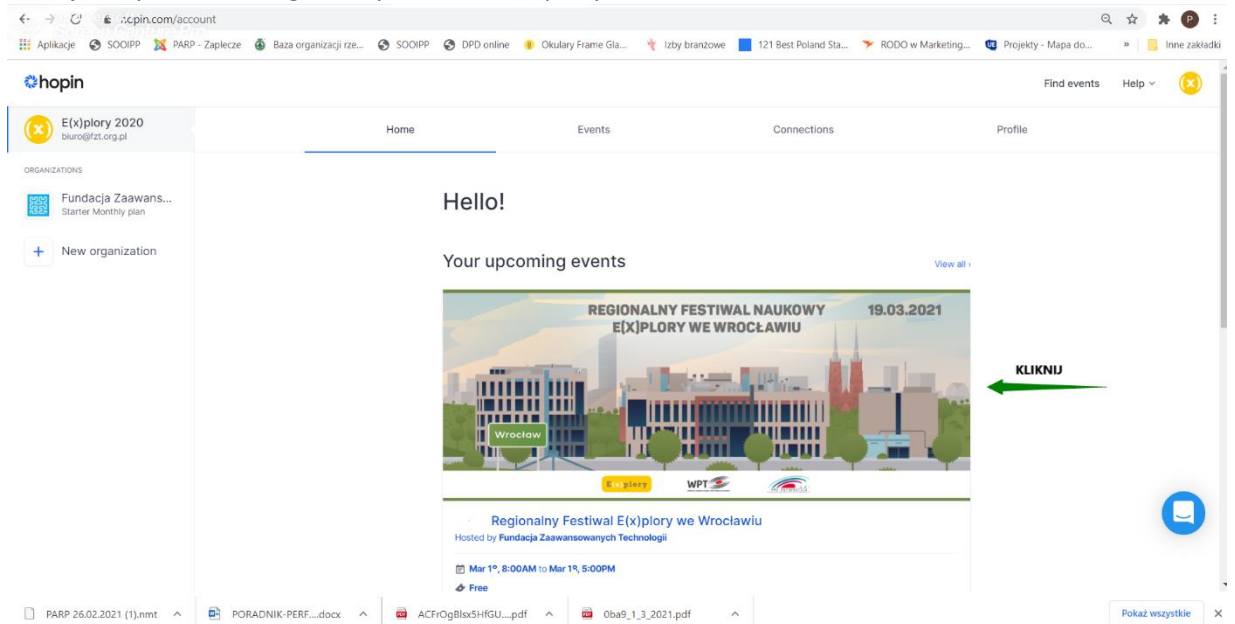 hopin.com/account
Aplikacje SOOIPP PARP - Zaplecze Baza organizacji rze... SOOIPP DPD online Okulary Frame Gla... Izby branżowe 121 Best Poland Sta... RODO w Marketing... Projekty - Mapa do... » Inne zakładki
P
hopin
Find events Help
(x)
E(x)plory 2020
biuro@fzt.org.pl
Home Events Connections Profile
ORGANIZATIONS
Fundacja Zaawans...
Starter Monthly plan
+ New organization
Hello!
Your upcoming events
View all ›
REGIONALNY FESTIWAL NAUKOWY 19.03.2021
E(X)PLORY WE WROCŁAWIU
KLIKNIJ
Wrocław
E(x)plory WPT
Regionalny Festiwal E(x)plory we Wrocławiu
Hosted by Fundacja Zaawansowanych Technologii
Mar 19, 8:00AM to Mar 19, 5:00PM
Free
PARP 26.02.2021 (1).nmt PORADNIK-PERF....docx ACFrOgBlsx5HfGU....pdf 0ba9_1_3_2021.pdf Pokaż wszystkie